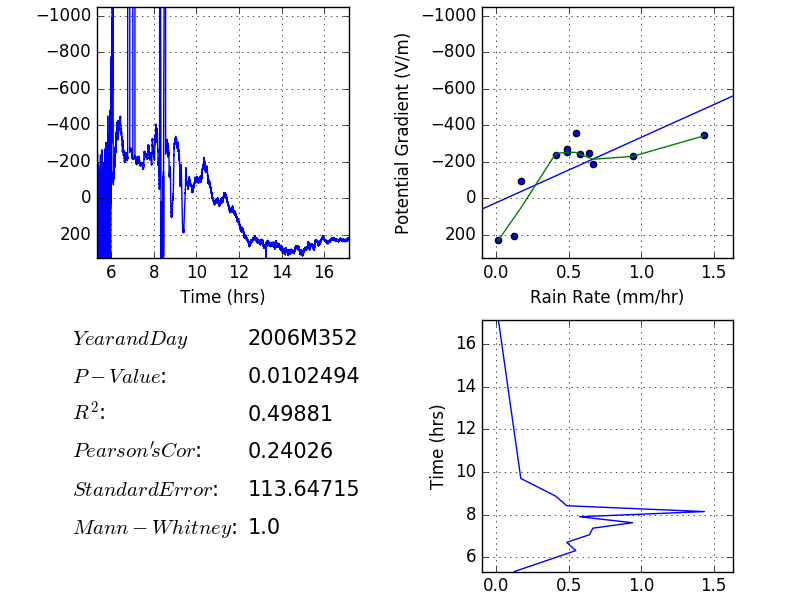 −1000
−800
−600
−400
−200
0
200
6 8 10 12 14 16
Time (hrs)
Potential Gradient (V/m)
−1000
−800
−600
−400
−200
0
200
0.0 0.5 1.0 1.5
Rain Rate (mm/hr)
YearandDay 2006M352
P−Value: 0.0102494
R²: 0.49881
Pearson'sCor: 0.24026
StandardError: 113.64715
Mann−Whitney: 1.0
Time (hrs)
16
14
12
10
8
6
0.0 0.5 1.0 1.5